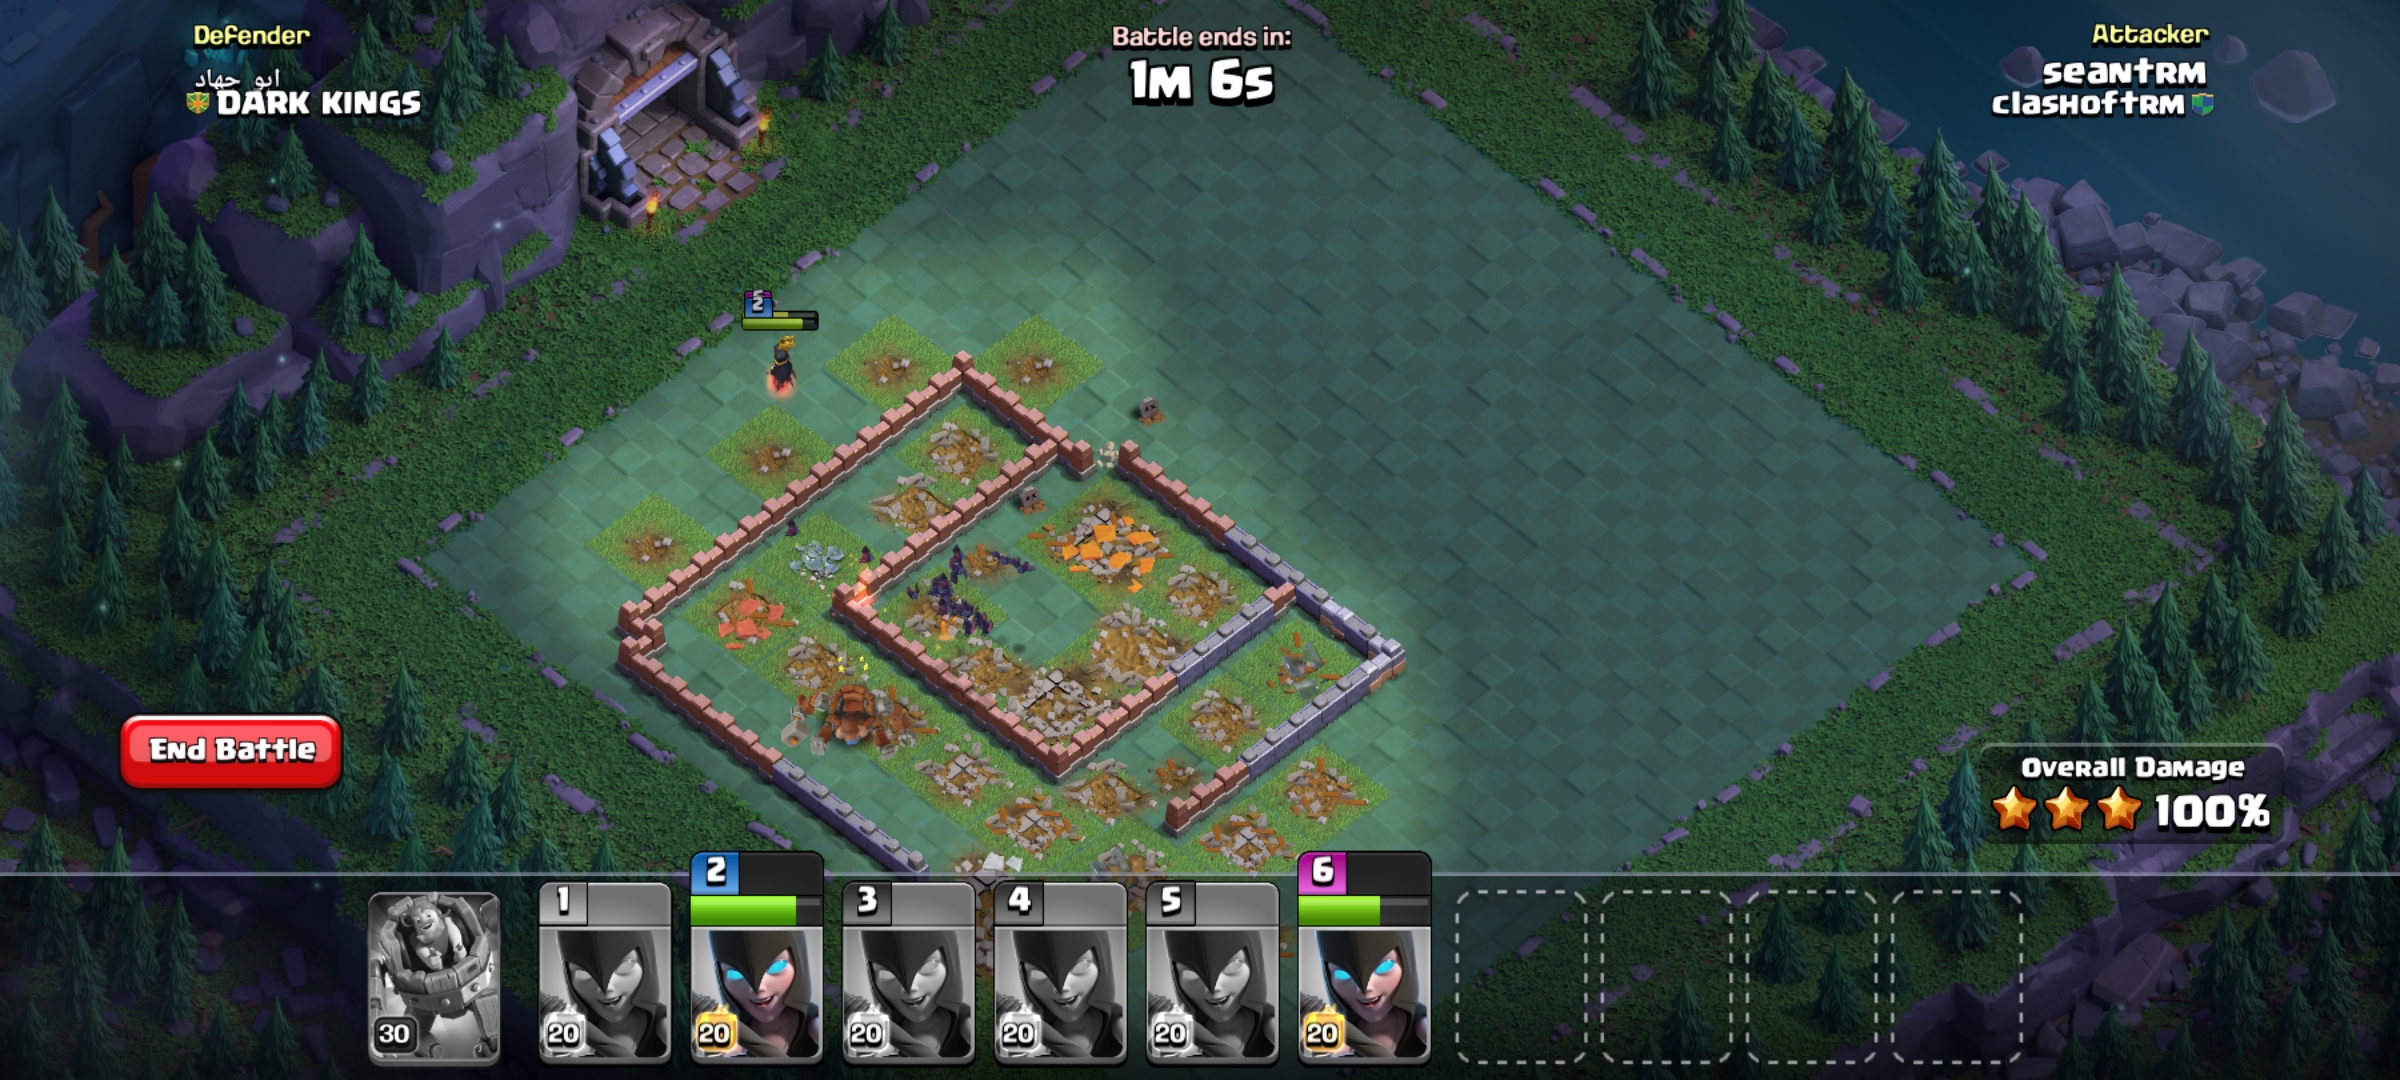 Defender
ابو جهاد
DARK KINGS
Battle ends in:
1M 6s
Attacker
seantrm
clashoftrm
2
End Battle
Overall Damage
100%
1
2
3
4
5
6
30
20
20
20
20
20
20